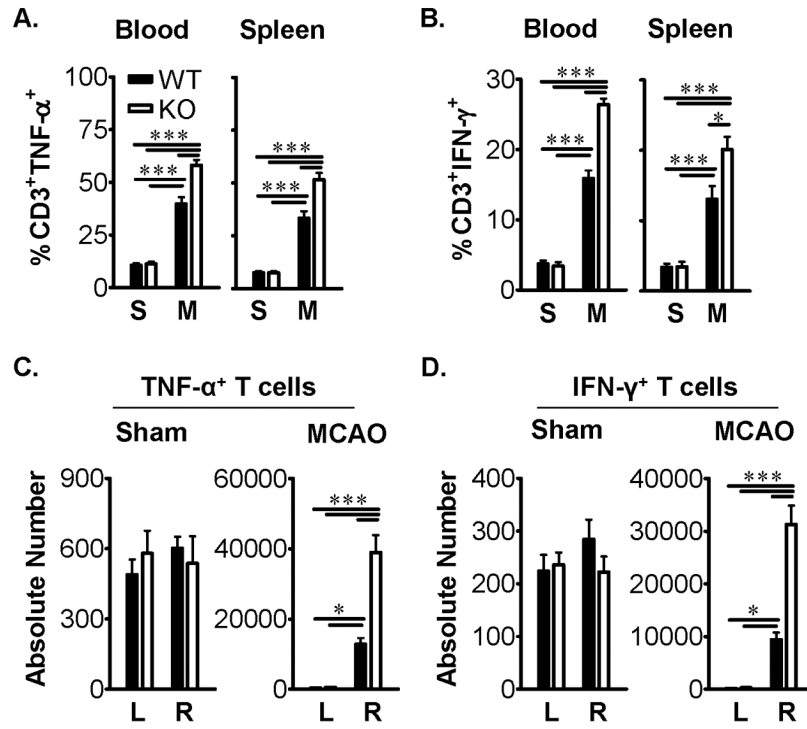 A.
Blood Spleen
% CD3⁺TNF-α⁺
100
75
50
25
0
WT
KO
***
***
***
***
S M S M
B.
Blood Spleen
% CD3⁺IFN-γ⁺
30
20
10
0
***
***
***
*
***
S M S M
C.
TNF-α⁺ T cells
Sham MCAO
Absolute Number
900
600
300
0
60000
40000
20000
0
***
*
L R L R
D.
IFN-γ⁺ T cells
Sham MCAO
Absolute Number
400
300
200
100
0
40000
30000
20000
10000
0
***
*
L R L R